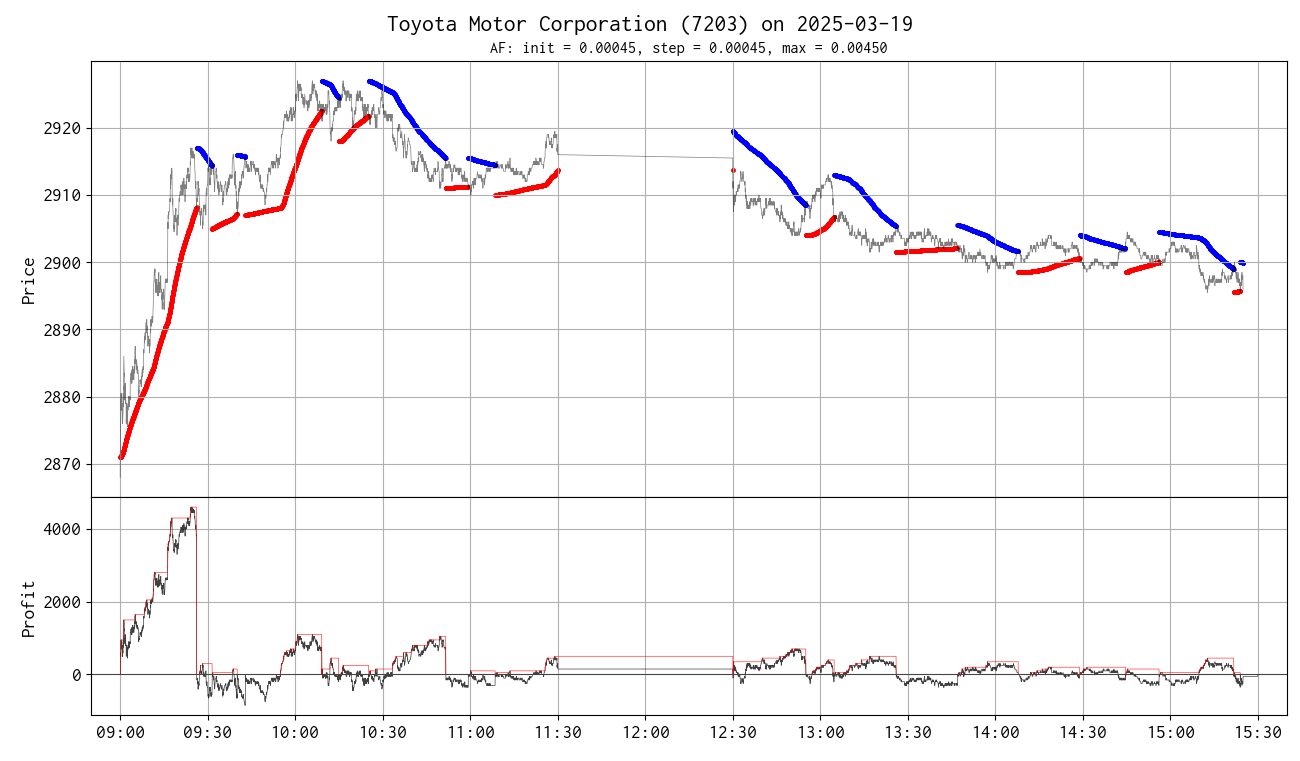 Toyota Motor Corporation (7203) on 2025-03-19
AF: init = 0.00045, step = 0.00045, max = 0.00450
Price
2920
2910
2900
2890
2880
2870
Profit
4000
2000
0
09:00 09:30 10:00 10:30 11:00 11:30 12:00 12:30 13:00 13:30 14:00 14:30 15:00 15:30